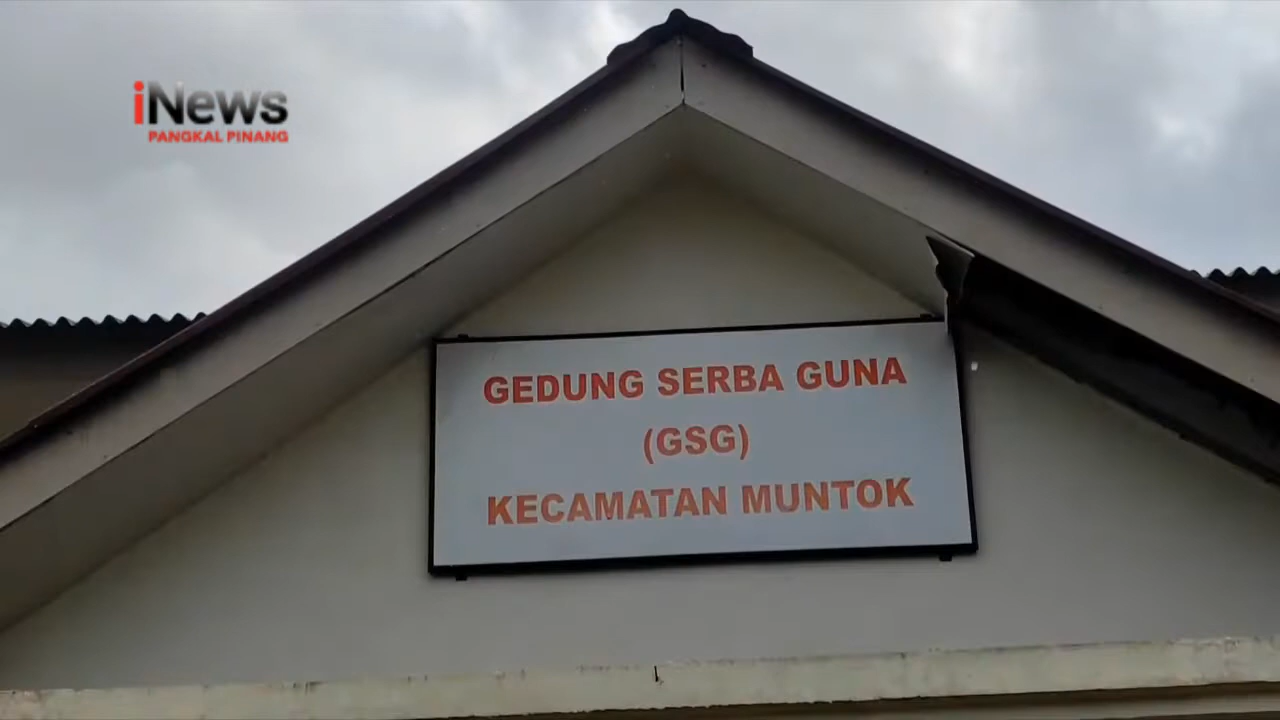 iNews
PANGKAL PINANG
GEDUNG SERBA GUNA
(GSG)
KECAMATAN MUNTOK